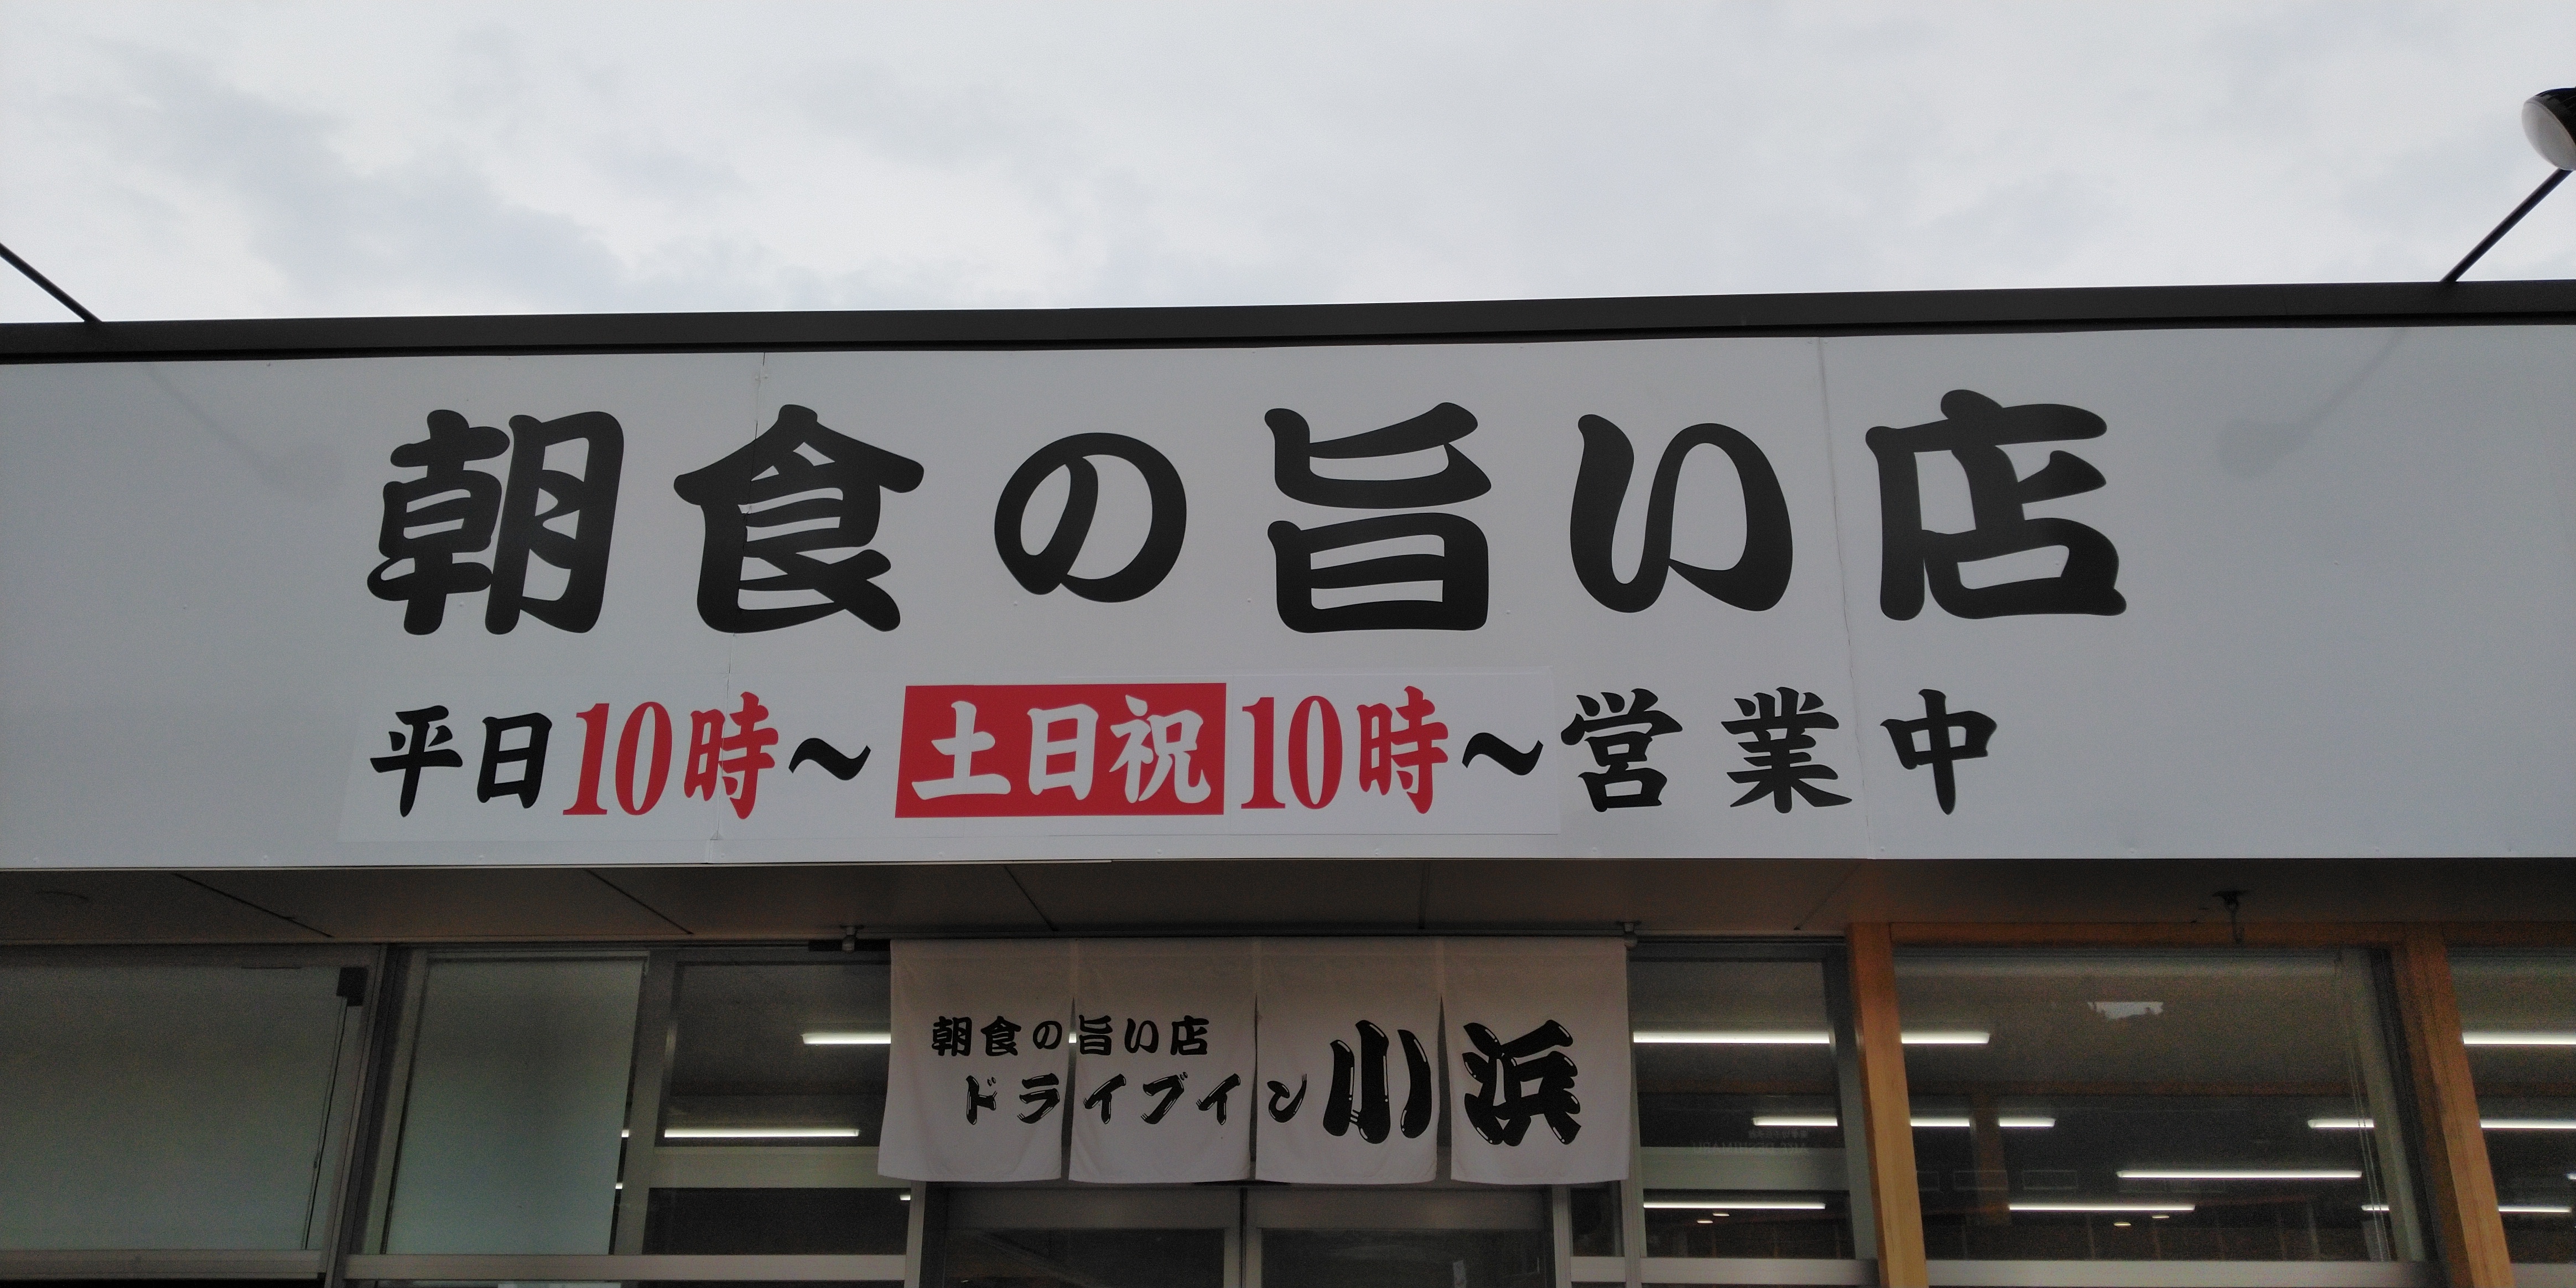 朝食の旨い店
平日10時～ 土日祝 10時～営業中
朝食の旨い店
ドライブイン小浜